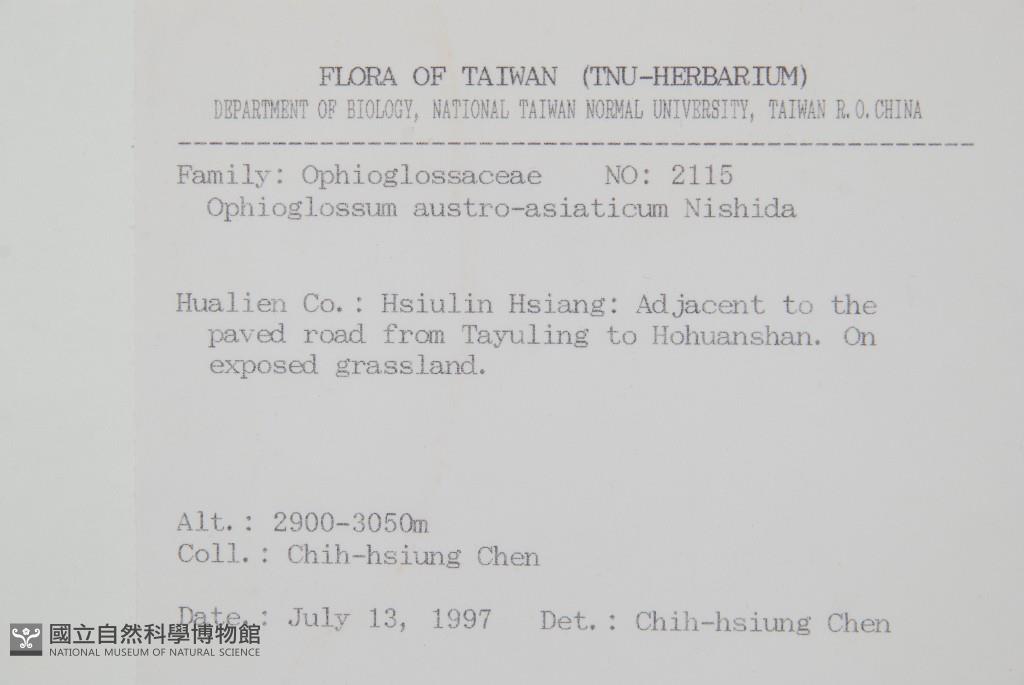 FLORA OF TAIWAN (TNU-HERBARIUM)
DEPARTMENT OF BIOLOGY, NATIONAL TAIWAN NORMAL UNIVERSITY, TAIWAN R.O.CHINA
Family: Ophioglossaceae NO: 2115
Ophioglossum austro-asiaticum Nishida
Hualien Co.: Hsiulin Hsiang: Adjacent to the
paved road from Tayuling to Hohuanshan. On
exposed grassland.
Alt.: 2900-3050m
Coll.: Chih-hsiung Chen
Date.: July 13, 1997 Det.: Chih-hsiung Chen
國立自然科學博物館
NATIONAL MUSEUM OF NATURAL SCIENCE